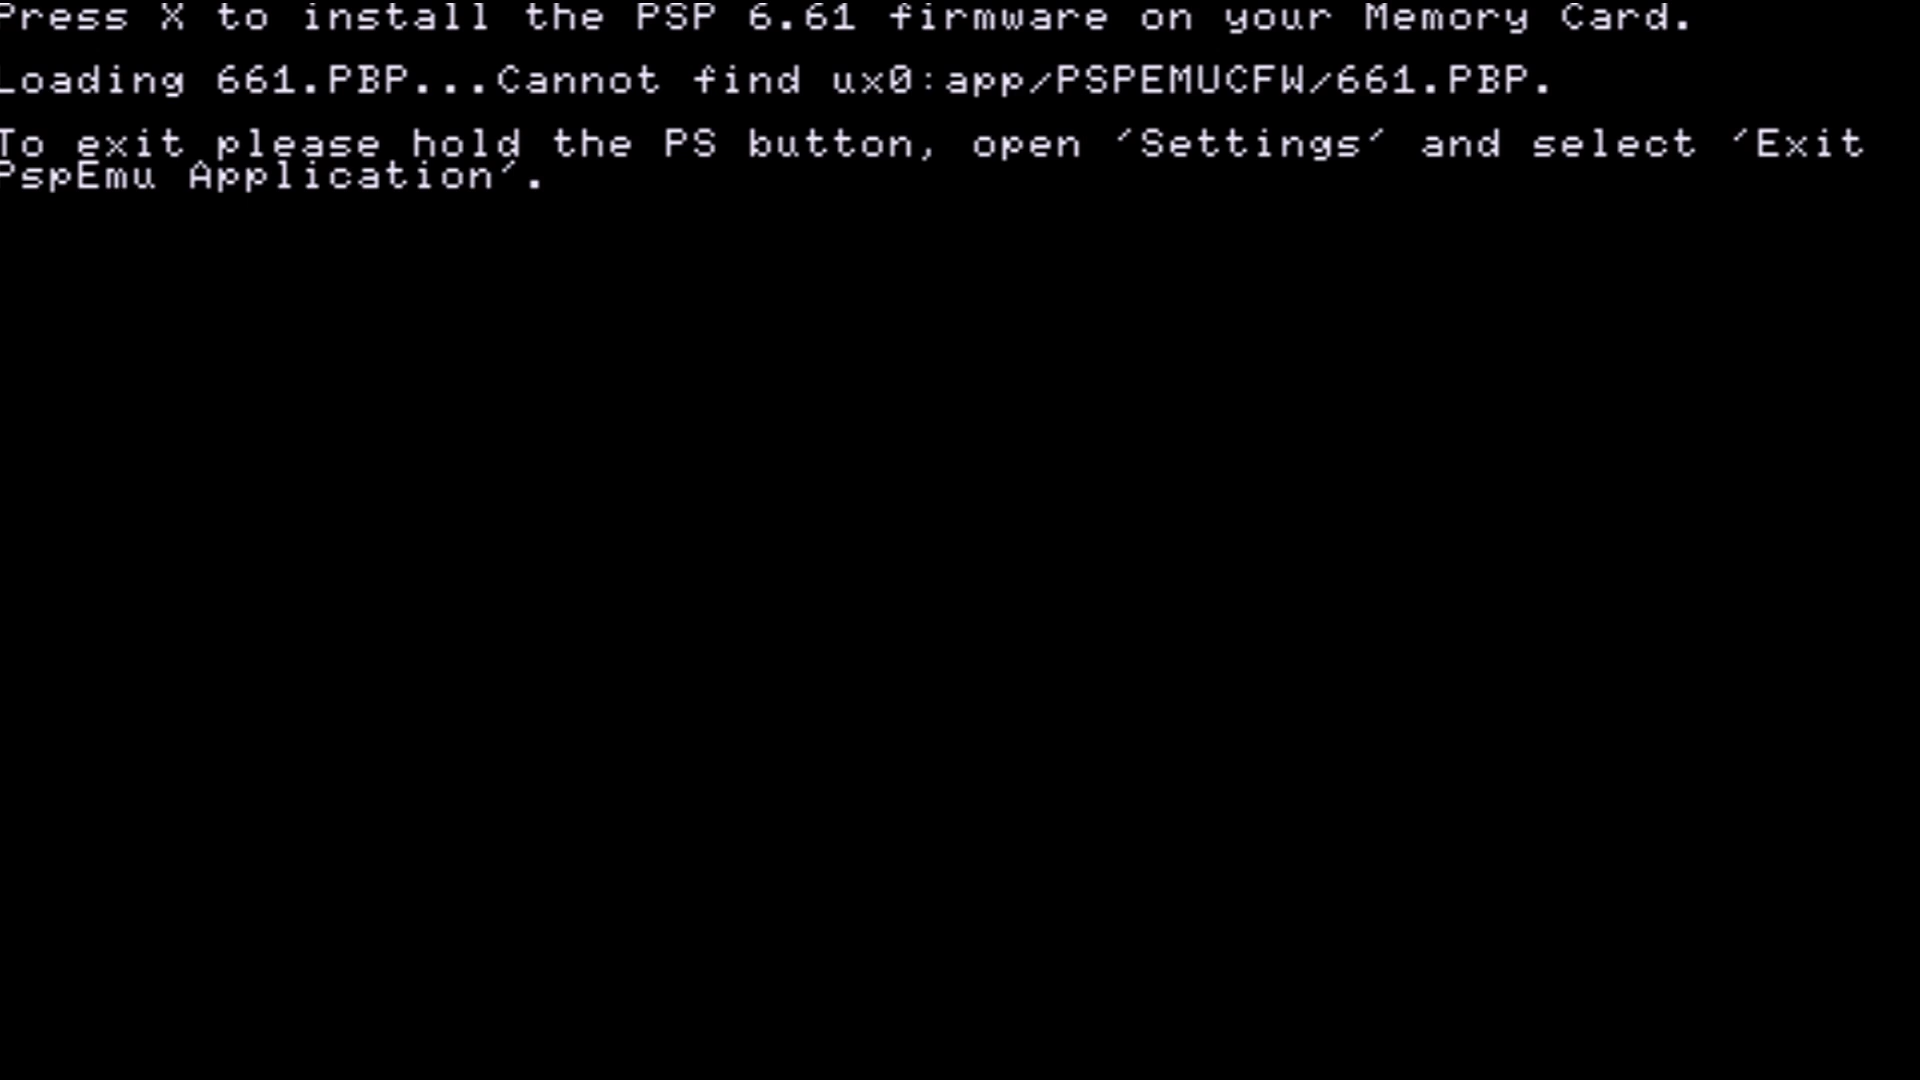 Press X to install the PSP 6.61 firmware on your Memory Card.
Loading 661.PBP...Cannot find ux0:app/PSPEMUCFW/661.PBP.
To exit please hold the PS button, open 'Settings' and select 'Exit
PspEmu Application'.